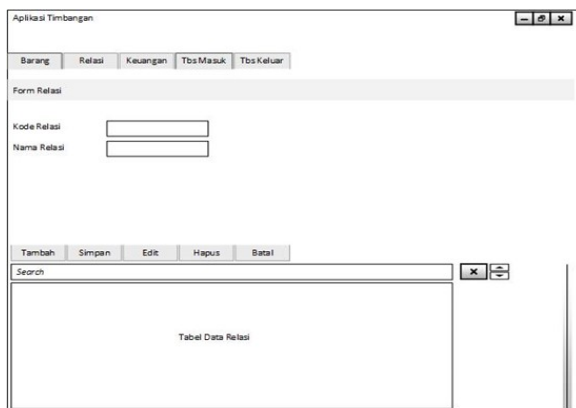 Aplikasi Timbangan
Barang Relasi Keuangan Tbs Masuk Tbs Keluar
Form Relasi
Kode Relasi
Nama Relasi
Tambah Simpan Edit Hapus Batal
Search
Tabel Data Relasi